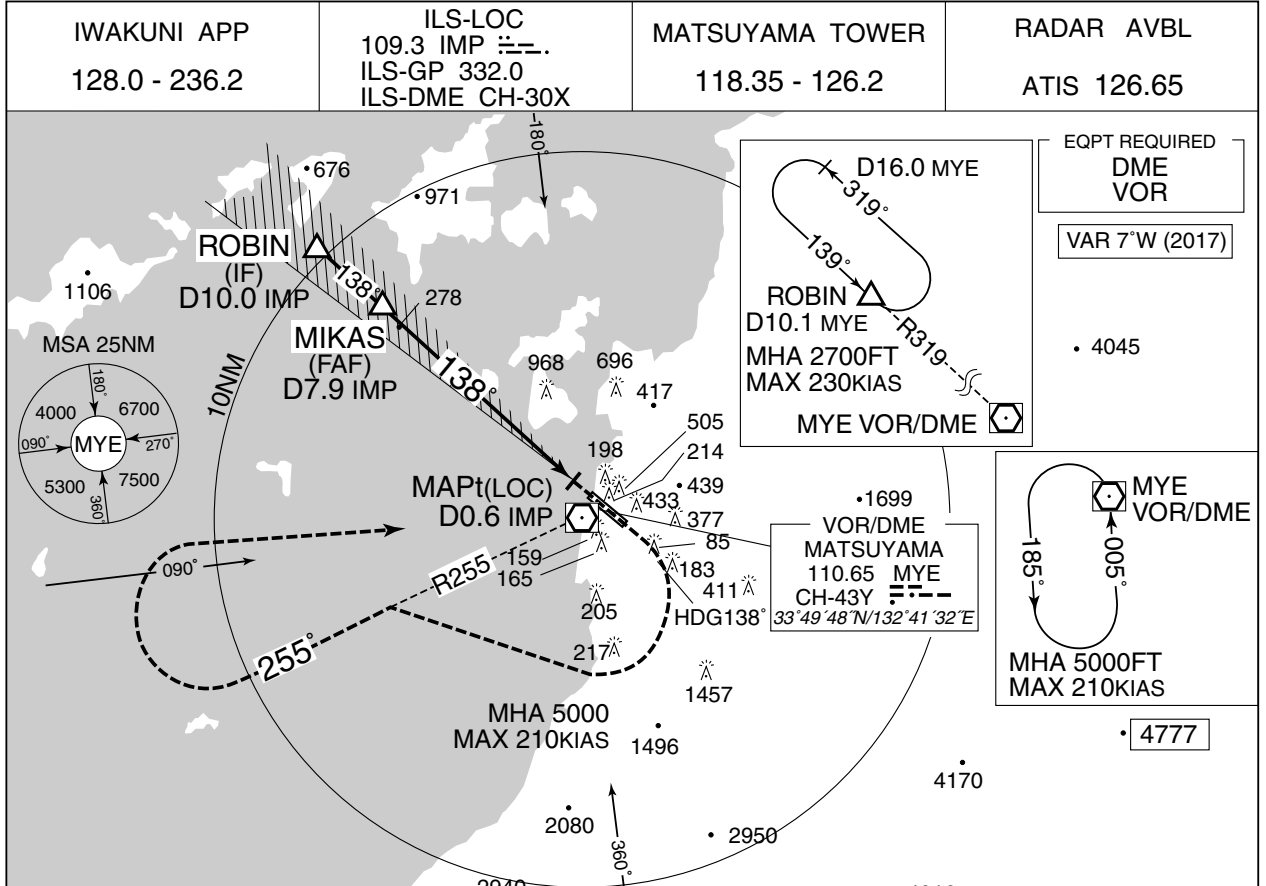 IWAKUNI APP
128.0 - 236.2
ILS-LOC
109.3 IMP
ILS-GP 332.0
ILS-DME CH-30X
MATSUYAMA TOWER
118.35 - 126.2
RADAR AVBL
ATIS 126.65
180°
EQPT REQUIRED
DME
VOR
VAR 7°W (2017)
676
971
ROBIN
(IF)
D10.0 IMP
138°
1106
278
MIKAS
(FAF)
D7.9 IMP
138°
10NM
MSA 25NM
180°
4000
6700
090°
MYE
270°
5300
7500
360°
D16.0 MYE
319°
139°
ROBIN
D10.1 MYE
R319
MHA 2700FT
MAX 230KIAS
MYE VOR/DME
4045
968
696
417
505
214
198
439
433
377
85
MAPt(LOC)
D0.6 IMP
159
165
183
411
R255
205
HDG138°
217
090°
255°
1699
VOR/DME
MATSUYAMA
110.65 MYE
CH-43Y
33°49´48˝N/132°41´32˝E
MYE
VOR/DME
185°
005°
MHA 5000FT
MAX 210KIAS
4777
MHA 5000
MAX 210KIAS
1457
1496
4170
2080
2950
360°
2940